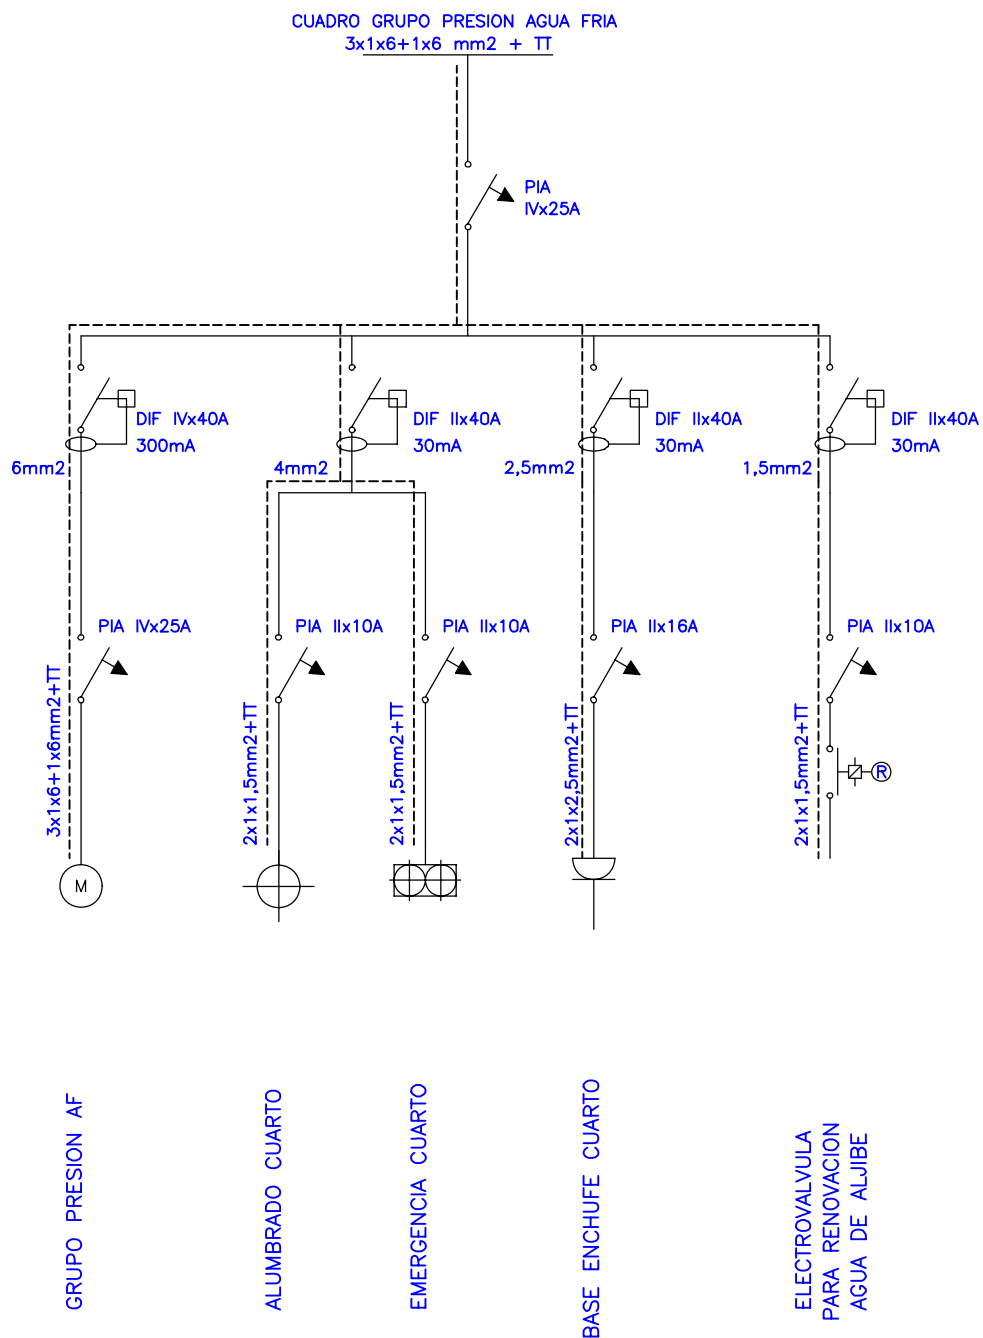 CUADRO GRUPO PRESION AGUA FRIA
3x1x6+1x6 mm2 + TT
PIA
IVx25A
DIF IVx40A
300mA
6mm2
DIF IIx40A
30mA
4mm2
DIF IIx40A
30mA
2,5mm2
DIF IIx40A
30mA
1,5mm2
PIA IVx25A
PIA IIx10A
PIA IIx10A
PIA IIx16A
PIA IIx10A
3x1x6+1x6mm2+TT
2x1x1,5mm2+TT
2x1x1,5mm2+TT
2x1x2,5mm2+TT
2x1x1,5mm2+TT
R
M
GRUPO PRESION AF
ALUMBRADO CUARTO
EMERGENCIA CUARTO
BASE ENCHUFE CUARTO
ELECTROVALVULA
PARA RENOVACION
AGUA DE ALJIBE